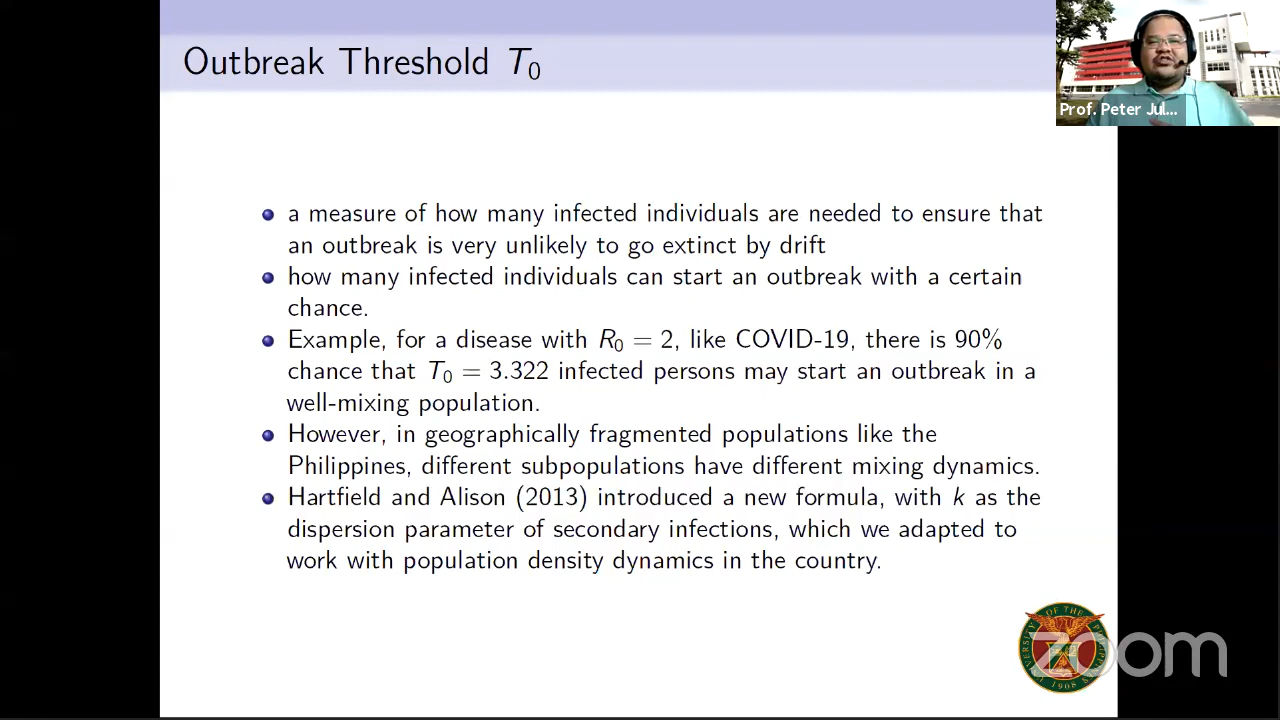 Outbreak Threshold T₀
Prof. Peter Jul...
a measure of how many infected individuals are needed to ensure that
an outbreak is very unlikely to go extinct by drift
how many infected individuals can start an outbreak with a certain
chance.
Example, for a disease with R₀ = 2, like COVID-19, there is 90%
chance that T₀ = 3.322 infected persons may start an outbreak in a
well-mixing population.
However, in geographically fragmented populations like the
Philippines, different subpopulations have different mixing dynamics.
Hartfield and Alison (2013) introduced a new formula, with k as the
dispersion parameter of secondary infections, which we adapted to
work with population density dynamics in the country.
UNIVERSITY OF THE PHILIPPINES
1908
zoom